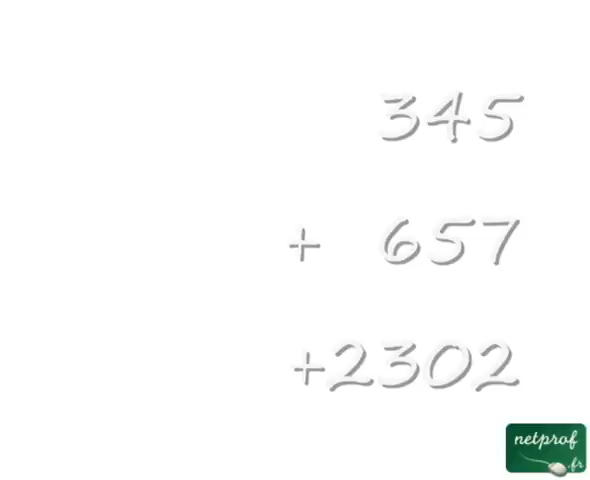 345
+ 657
+2302
netprof
.fr